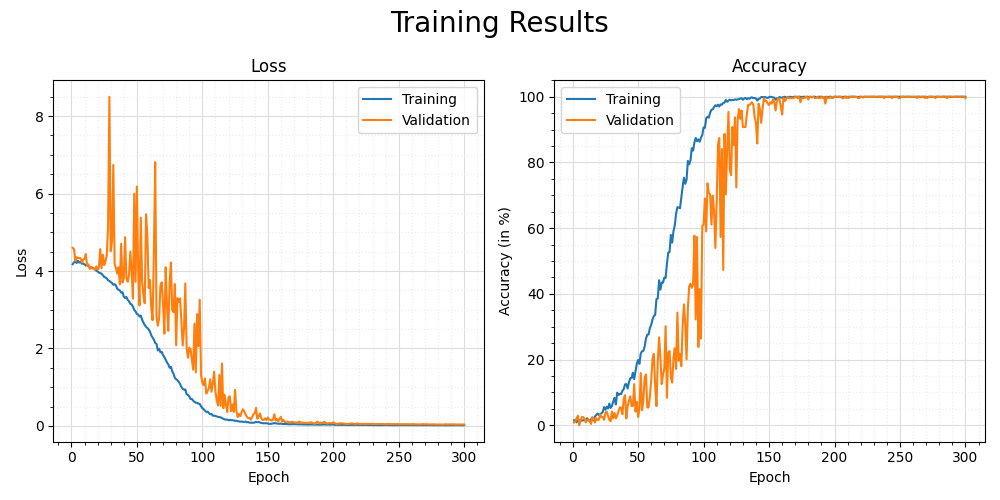 Training Results
Loss
Accuracy
Training
Validation
Training
Validation
8
6
4
2
0
100
80
60
40
20
0
Loss
Accuracy (in %)
0 50 100 150 200 250 300
0 50 100 150 200 250 300
Epoch
Epoch